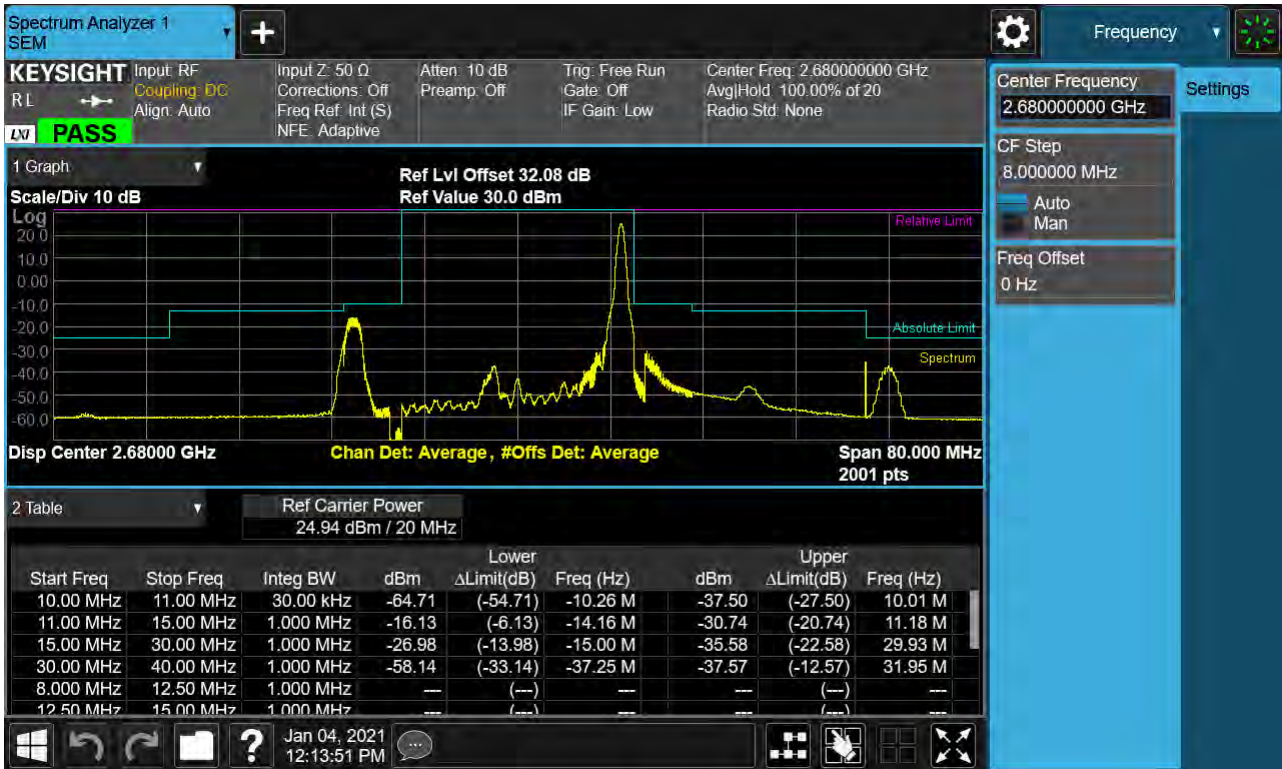 Spectrum Analyzer 1
SEM
Frequency
KEYSIGHT
R L
LXI
PASS
Input: RF
Coupling: DC
Align: Auto
Input Z: 50 Ω
Corrections: Off
Freq Ref: Int (S)
NFE: Adaptive
Atten: 10 dB
Preamp: Off
Trig: Free Run
Gate: Off
IF Gain: Low
Center Freq: 2.680000000 GHz
Avg|Hold: 100.00% of 20
Radio Std: None
Center Frequency
2.680000000 GHz
Settings
CF Step
8.000000 MHz
Auto
Man
Freq Offset
0 Hz
1 Graph
Ref Lvl Offset 32.08 dB
Scale/Div 10 dB Ref Value 30.0 dBm
Log
Relative Limit
20.0
10.0
0.00
-10.0
-20.0
Absolute Limit
-30.0
Spectrum
-40.0
-50.0
-60.0
Disp Center 2.68000 GHz Chan Det: Average, #Offs Det: Average Span 80.000 MHz
2001 pts
2 Table
Ref Carrier Power
24.94 dBm / 20 MHz
Lower Upper
Start Freq Stop Freq Integ BW dBm ΔLimit(dB) Freq (Hz) dBm ΔLimit(dB) Freq (Hz)
10.00 MHz 11.00 MHz 30.00 kHz -64.71 (-54.71) -10.26 M -37.50 (-27.50) 10.01 M
11.00 MHz 15.00 MHz 1.000 MHz -16.13 (-6.13) -14.16 M -30.74 (-20.74) 11.18 M
15.00 MHz 30.00 MHz 1.000 MHz -26.98 (-13.98) -15.00 M -35.58 (-22.58) 29.93 M
30.00 MHz 40.00 MHz 1.000 MHz -58.14 (-33.14) -37.25 M -37.57 (-12.57) 31.95 M
8.000 MHz 12.50 MHz 1.000 MHz --- (---) --- --- (---) ---
12.50 MHz 15.00 MHz 1.000 MHz --- (---) --- --- (---) ---
?
Jan 04, 2021
12:13:51 PM